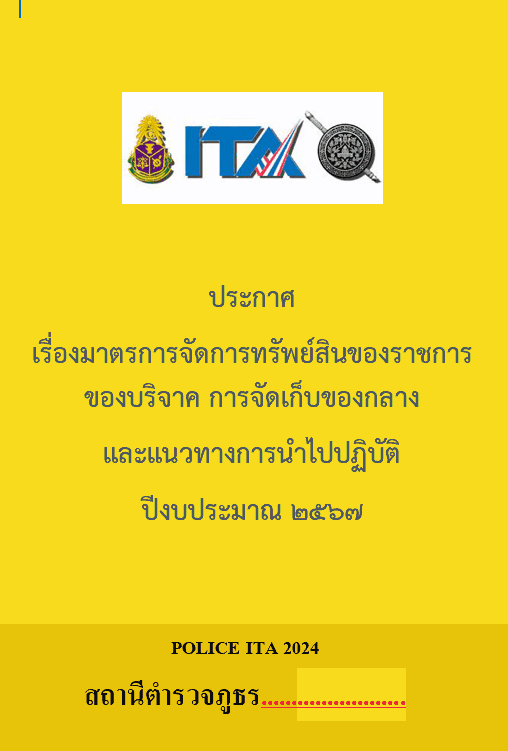 ITA
ประกาศ
เรื่องมาตรการจัดการทรัพย์สินของราชการ
ของบริจาค การจัดเก็บของกลาง
และแนวทางการนำไปปฏิบัติ
ปีงบประมาณ ๒๕๖๗
POLICE ITA 2024
สถานีตำรวจภูธร........................